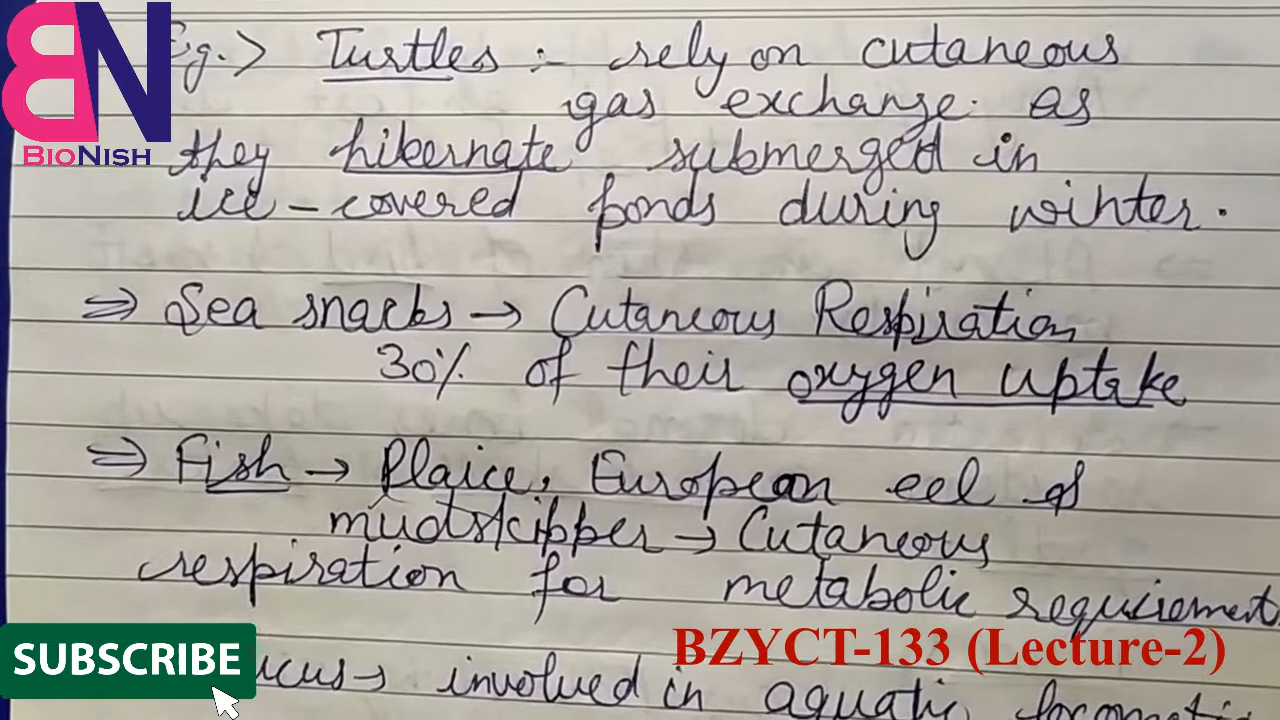 BN
BIONISH
Eg.> Turtles :- rely on cutaneous
gas exchange. as
they hibernate submerged in
ice-covered ponds during winter.
⇒ Sea snacks → Cutaneous Respiration
30% of their oxygen uptake
⇒ Fish → Plaice, European eel &
mudskipper → Cutaneous
respiration for metabolic requirement.
BZYCT-133 (Lecture-2)
SUBSCRIBE
involved in aquatic